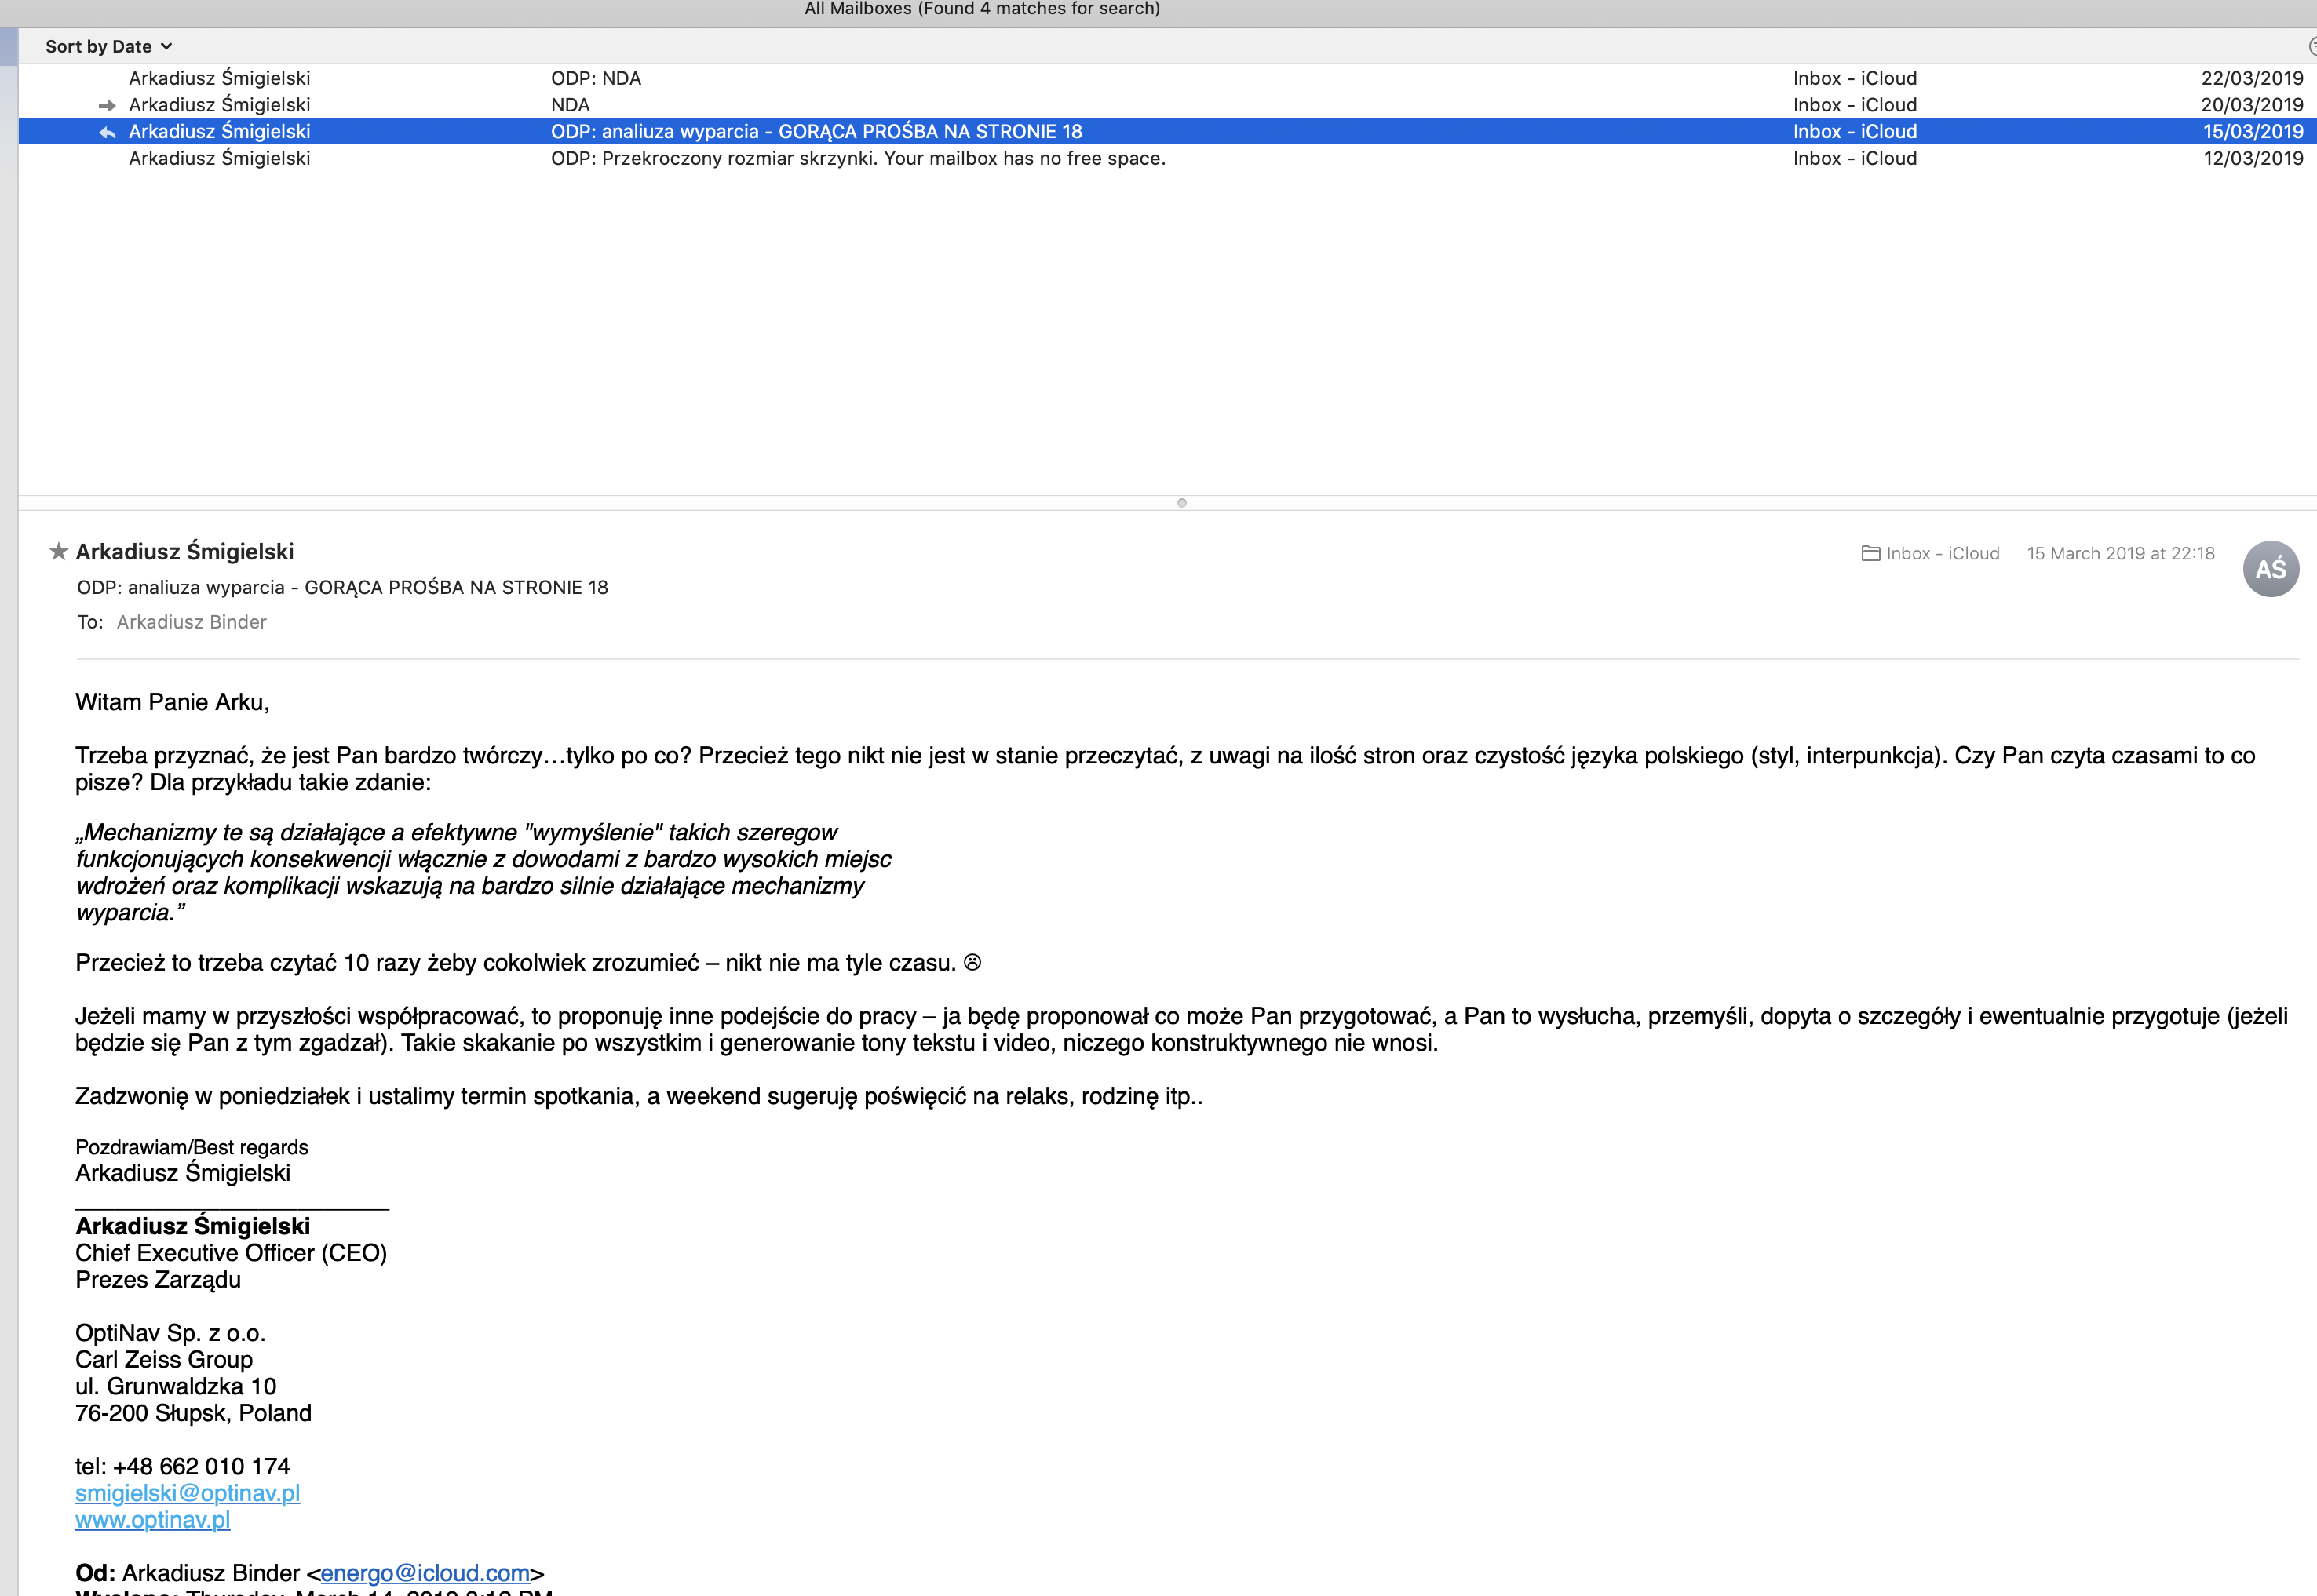 All Mailboxes (Found 4 matches for search)
Sort by Date
Arkadiusz Śmigielski ODP: NDA Inbox - iCloud 22/03/2019
Arkadiusz Śmigielski NDA Inbox - iCloud 20/03/2019
Arkadiusz Śmigielski ODP: analiuza wyparcia - GORĄCA PROŚBA NA STRONIE 18 Inbox - iCloud 15/03/2019
Arkadiusz Śmigielski ODP: Przekroczony rozmiar skrzynki. Your mailbox has no free space. Inbox - iCloud 12/03/2019
★ Arkadiusz Śmigielski Inbox - iCloud 15 March 2019 at 22:18 AŚ
ODP: analiuza wyparcia - GORĄCA PROŚBA NA STRONIE 18
To: Arkadiusz Binder
Witam Panie Arku,
Trzeba przyznać, że jest Pan bardzo twórczy…tylko po co? Przecież tego nikt nie jest w stanie przeczytać, z uwagi na ilość stron oraz czystość języka polskiego (styl, interpunkcja). Czy Pan czyta czasami to co
pisze? Dla przykładu takie zdanie:
„Mechanizmy te są działające a efektywne "wymyślenie" takich szeregow
funkcjonujących konsekwencji włącznie z dowodami z bardzo wysokich miejsc
wdrożeń oraz komplikacji wskazują na bardzo silnie działające mechanizmy
wyparcia.”
Przecież to trzeba czytać 10 razy żeby cokolwiek zrozumieć – nikt nie ma tyle czasu. ☹
Jeżeli mamy w przyszłości współpracować, to proponuję inne podejście do pracy – ja będę proponował co może Pan przygotować, a Pan to wysłucha, przemyśli, dopyta o szczegóły i ewentualnie przygotuje (jeżeli
będzie się Pan z tym zgadzał). Takie skakanie po wszystkim i generowanie tony tekstu i video, niczego konstruktywnego nie wnosi.
Zadzwonię w poniedziałek i ustalimy termin spotkania, a weekend sugeruję poświęcić na relaks, rodzinę itp..
Pozdrawiam/Best regards
Arkadiusz Śmigielski
Arkadiusz Śmigielski
Chief Executive Officer (CEO)
Prezes Zarządu
OptiNav Sp. z o.o.
Carl Zeiss Group
ul. Grunwaldzka 10
76-200 Słupsk, Poland
tel: +48 662 010 174
smigielski@optinav.pl
www.optinav.pl
Od: Arkadiusz Binder <energo@icloud.com>